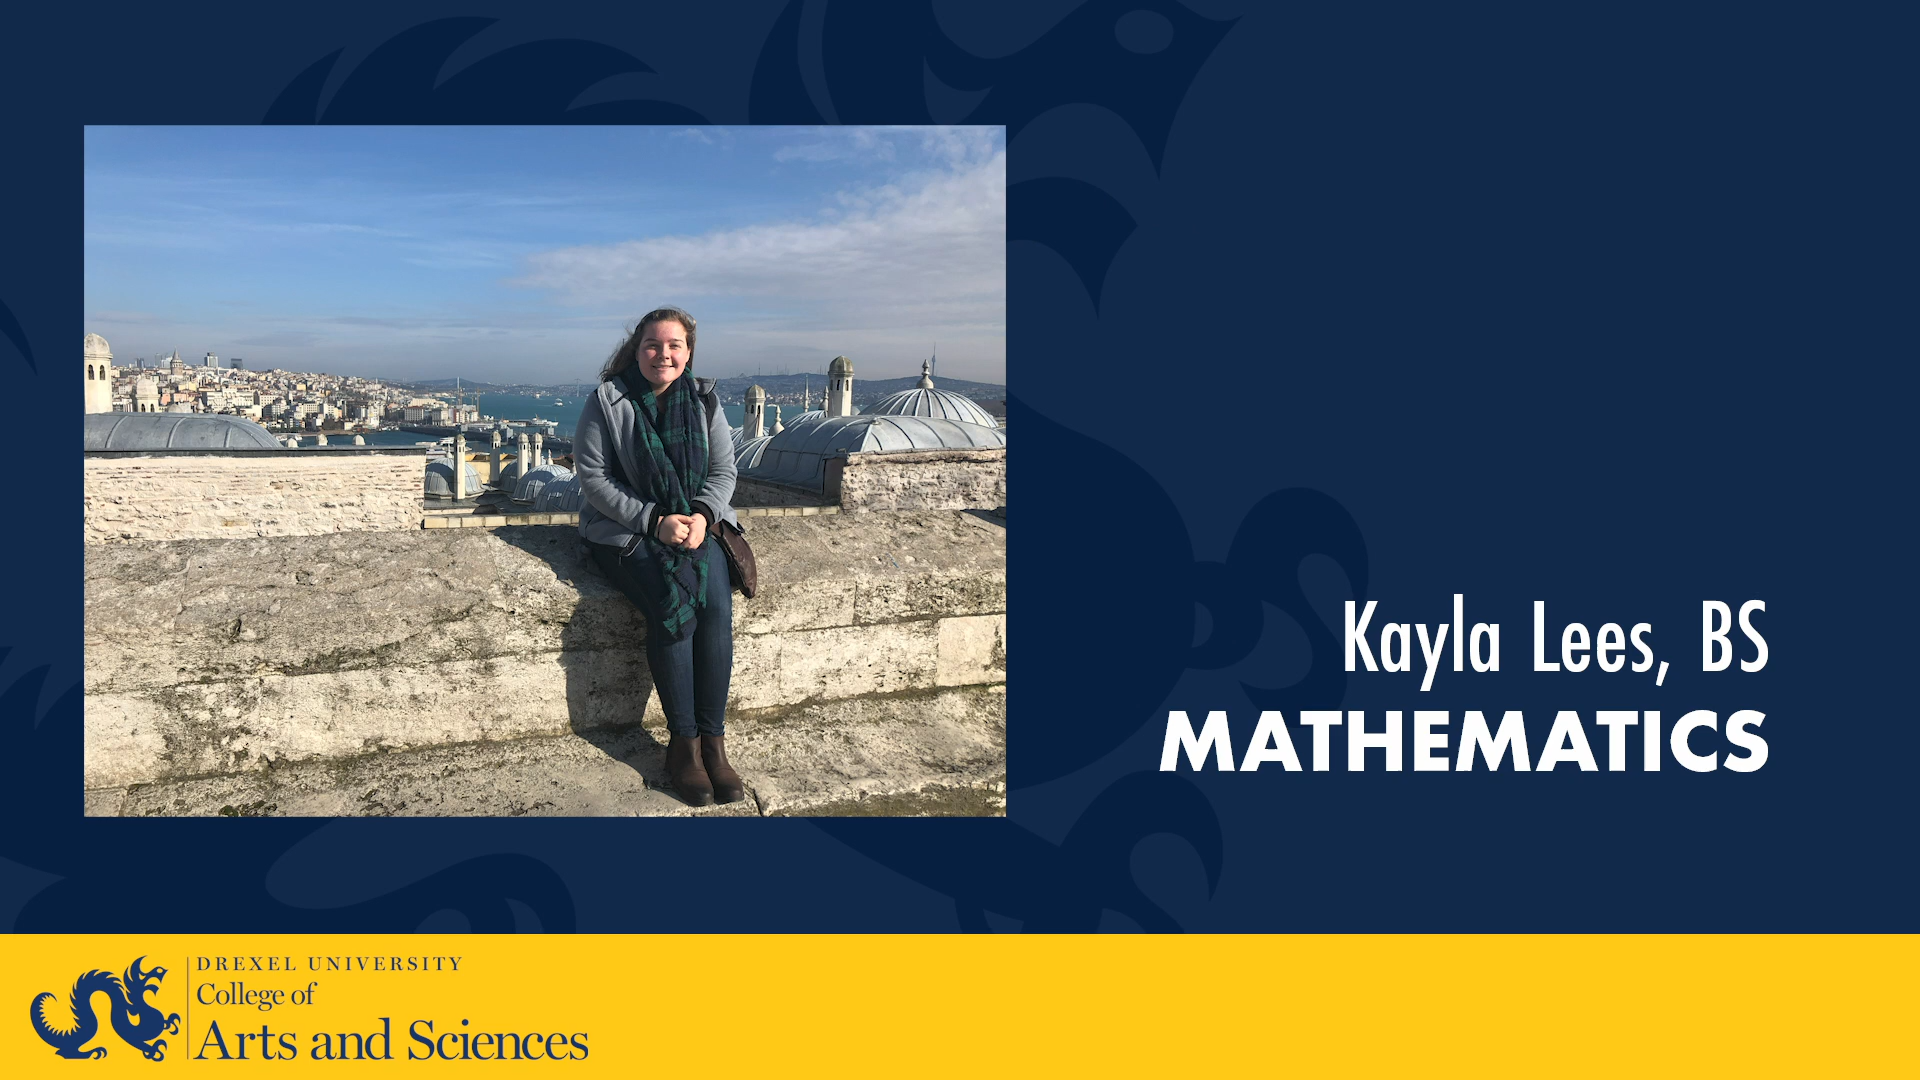 Kayla Lees, BS
MATHEMATICS
DREXEL UNIVERSITY
College of
Arts and Sciences